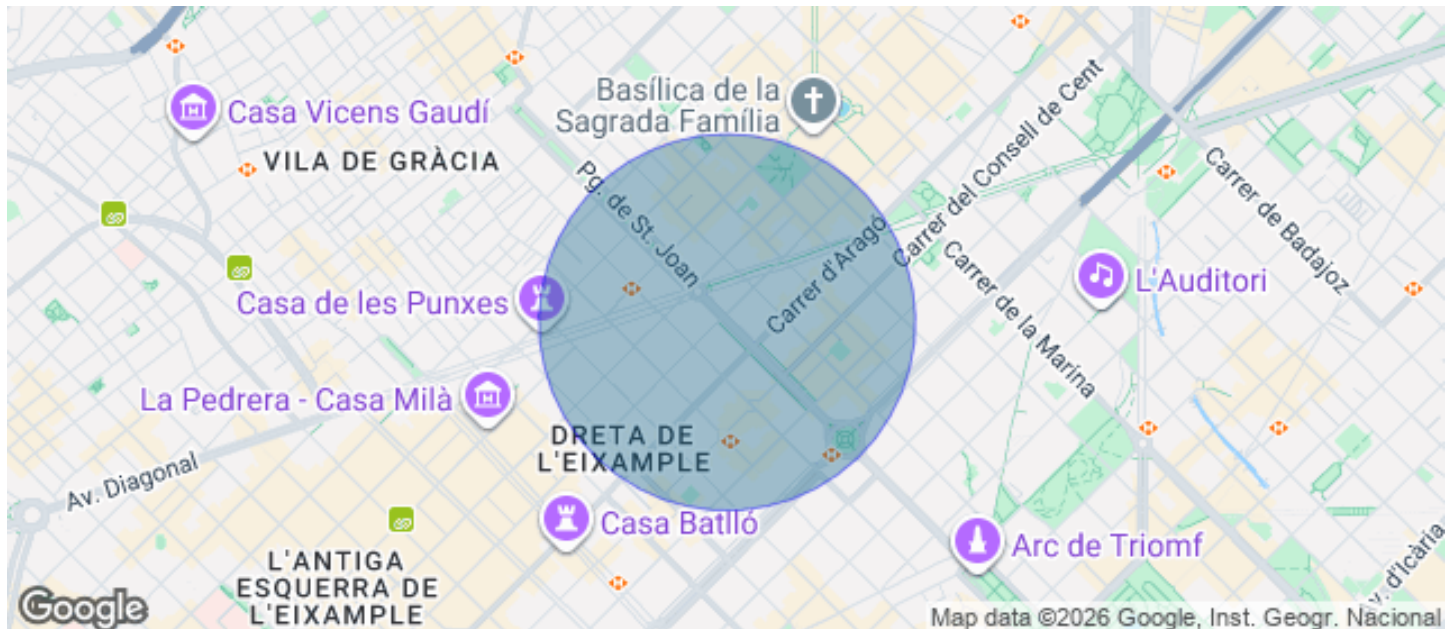 Basílica de la
Sagrada Família
Casa Vicens Gaudí
VILA DE GRÀCIA
Pg. de St. Joan
Carrer del Consell de Cent
Carrer de Badajoz
Carrer d'Aragó
Casa de les Punxes
L'Auditori
Carrer de la Marina
La Pedrera - Casa Milà
DRETA DE
L'EIXAMPLE
Av. Diagonal
Casa Batlló
Arc de Triomf
L'ANTIGA
ESQUERRA DE
L'EIXAMPLE
v. d'Icària
Google
Map data ©2026 Google, Inst. Geogr. Nacional